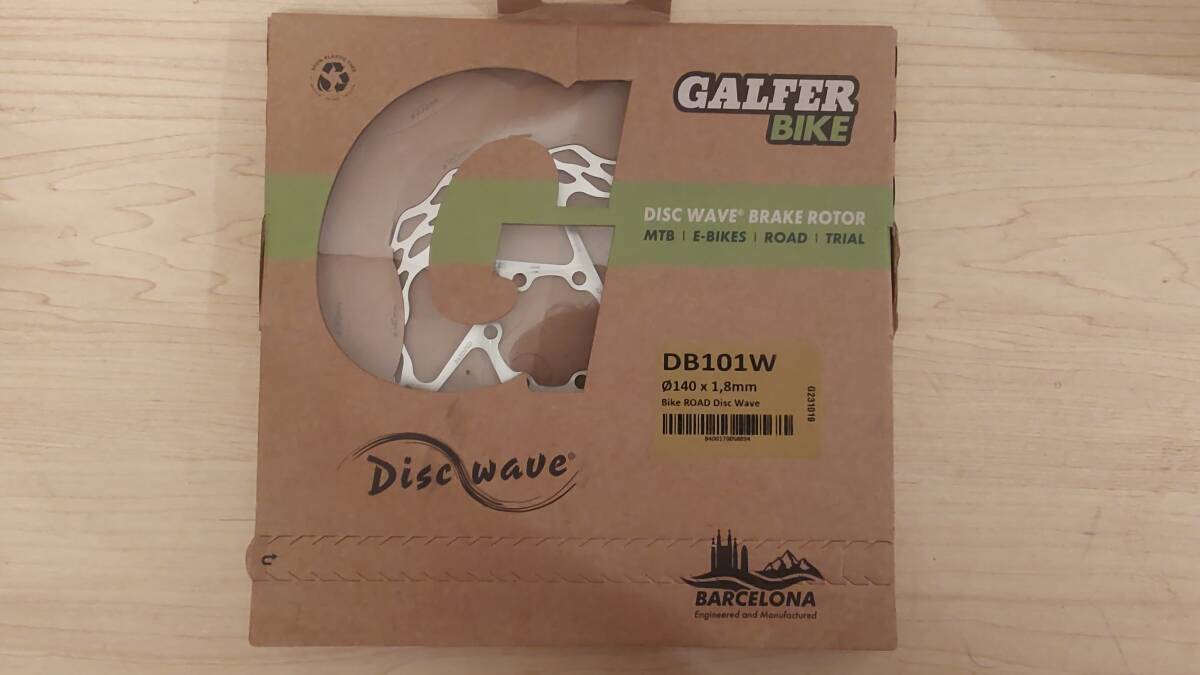 GALFER
BIKE
DISC WAVE® BRAKE ROTOR
MTB | E-BIKES | ROAD | TRIAL
DB101W
Ø140 x 1,8mm
Bike ROAD Disc Wave
G231019
Disc wave®
BARCELONA
Engineered and Manufactured